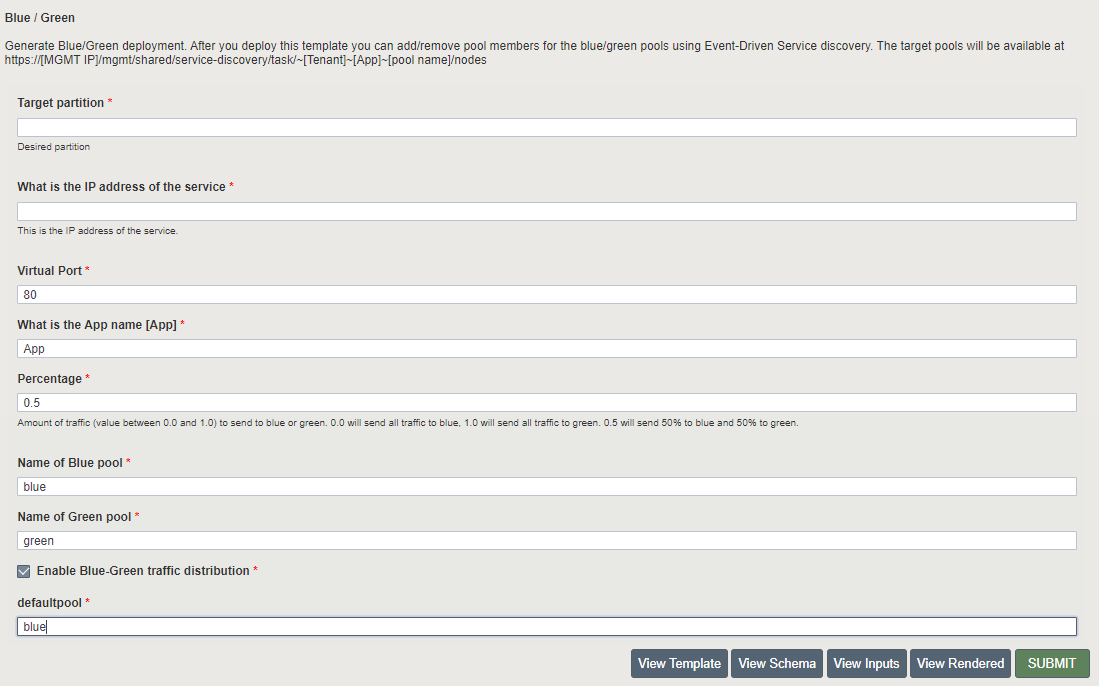 Blue / Green
Generate Blue/Green deployment. After you deploy this template you can add/remove pool members for the blue/green pools using Event-Driven Service discovery. The target pools will be available at
https://[MGMT IP]/mgmt/shared/service-discovery/task/~[Tenant]~[App]~[pool name]/nodes
Target partition *
Desired partition
What is the IP address of the service *
This is the IP address of the service.
Virtual Port *
80
What is the App name [App] *
App
Percentage *
0.5
Amount of traffic (value between 0.0 and 1.0) to send to blue or green. 0.0 will send all traffic to blue, 1.0 will send all traffic to green. 0.5 will send 50% to blue and 50% to green.
Name of Blue pool *
blue
Name of Green pool *
green
Enable Blue-Green traffic distribution *
defaultpool *
blue
View Template View Schema View Inputs View Rendered SUBMIT